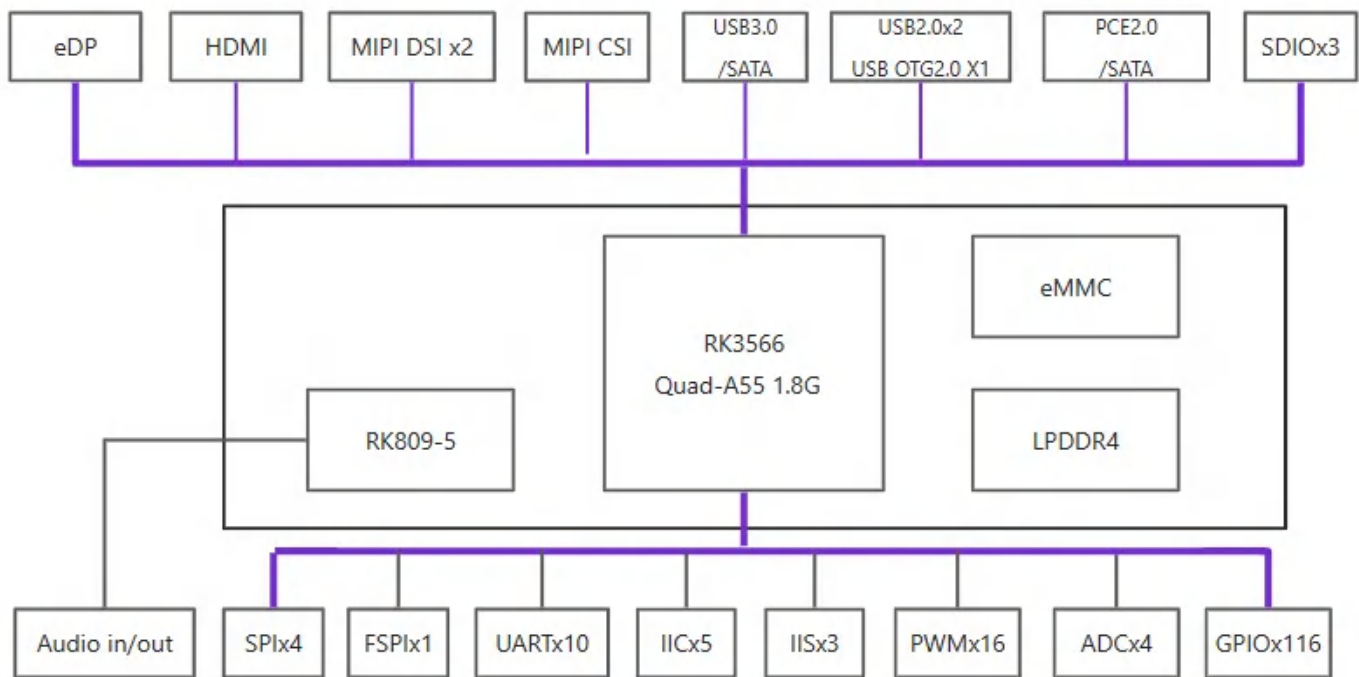 eDP
HDMI
MIPI DSI x2
MIPI CSI
USB3.0
/SATA
USB2.0x2
USB OTG2.0 X1
PCE2.0
/SATA
SDIOx3
RK3566
Quad-A55 1.8G
eMMC
RK809-5
LPDDR4
Audio in/out
SPIx4
FSPIx1
UARTx10
IICx5
IISx3
PWMx16
ADCx4
GPIOx116